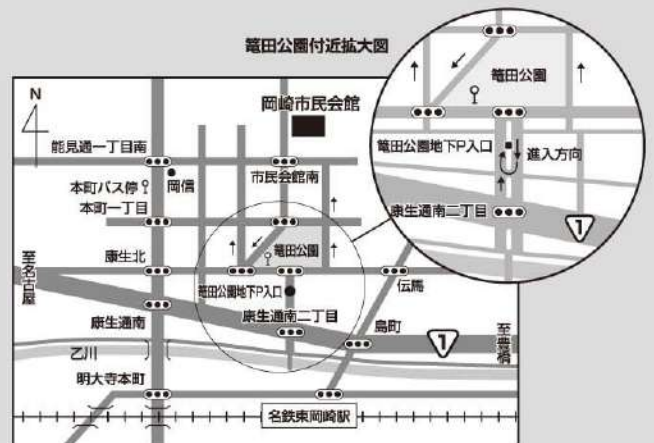 篭田公園付近拡大図
N
岡崎市民会館
能見通一丁目南
岡信
市民会館南
本町バス停
本町一丁目
篭田公園
康生北
至名古屋
伝馬
篭田公園地下P入口
康生通南
康生通南二丁目
島町
1
至豊橋
乙川
明大寺本町
名鉄東岡崎駅
篭田公園
篭田公園地下P入口
進入方向
康生通南二丁目
1